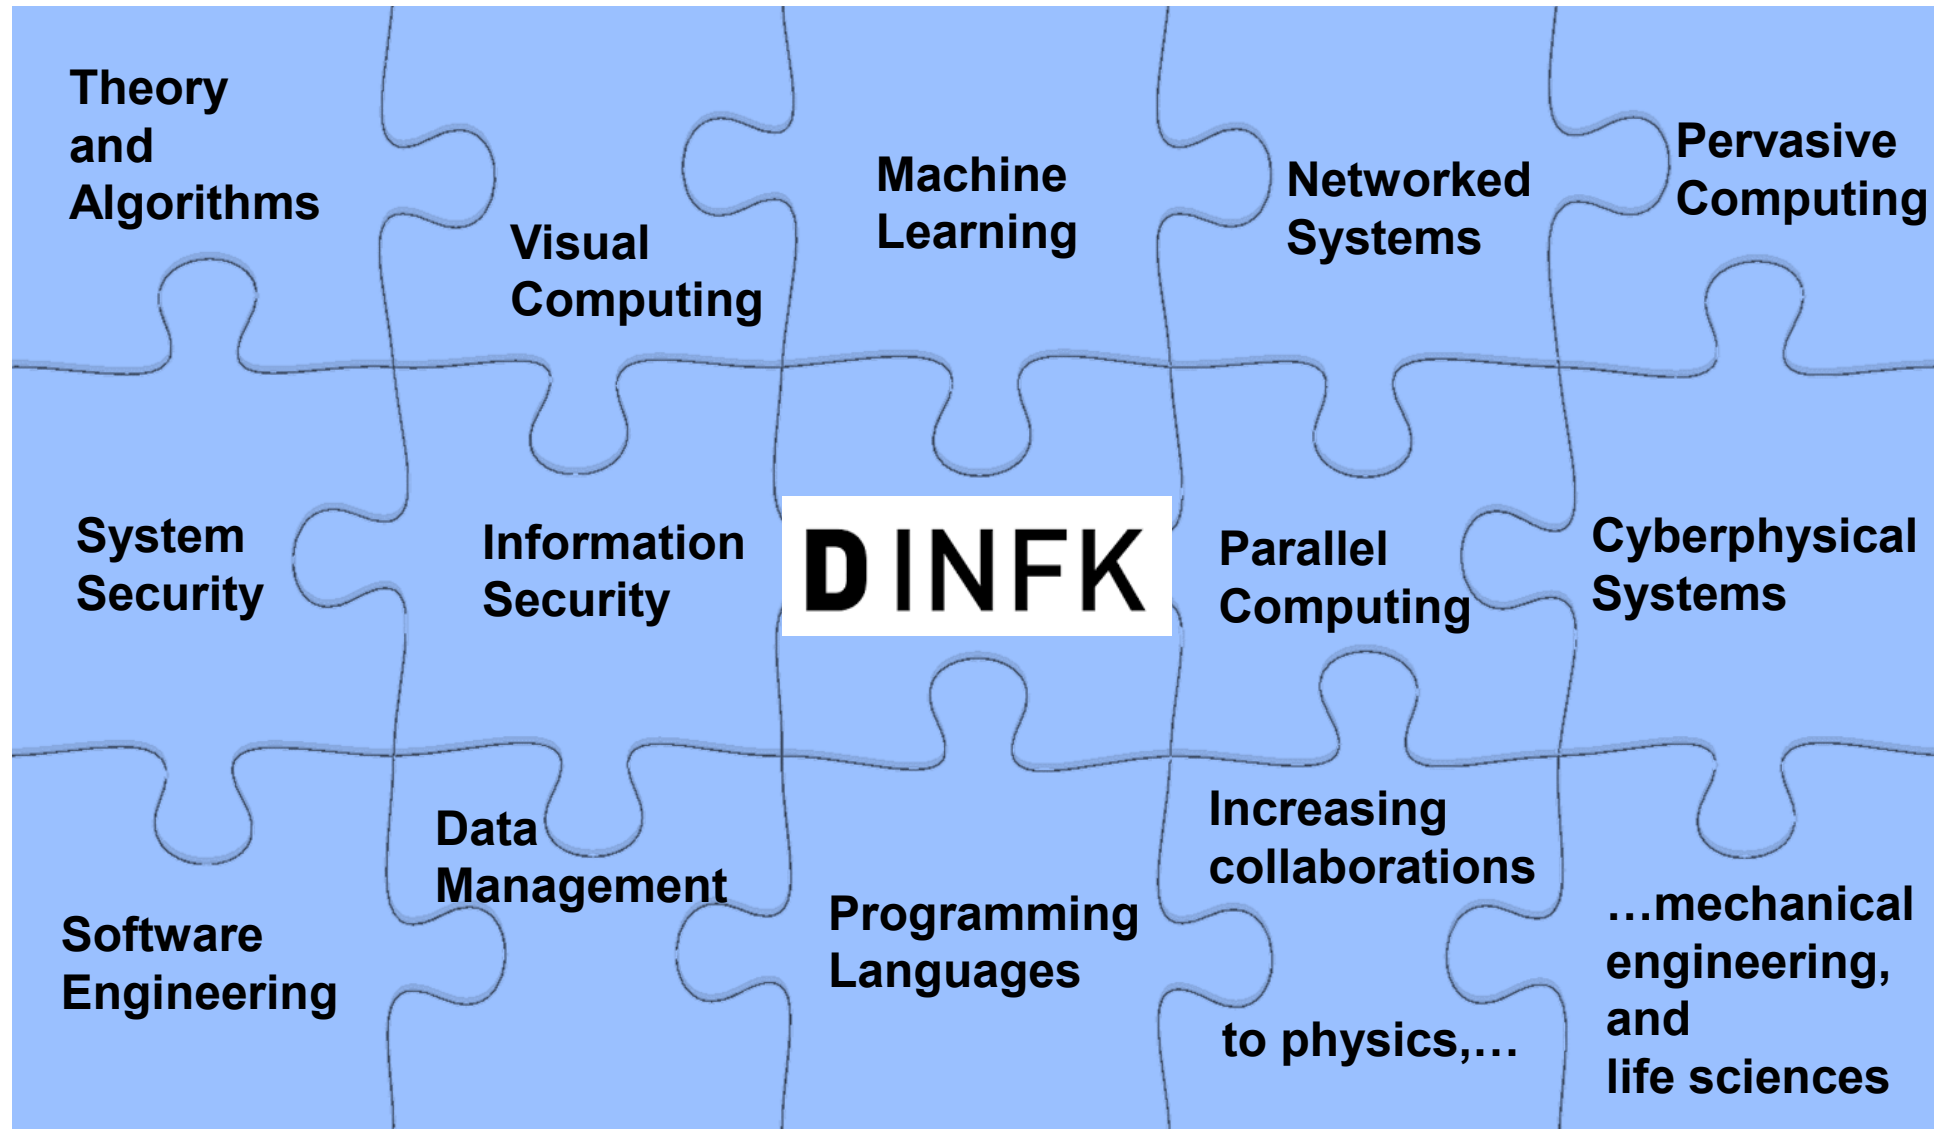 Theory
and
Algorithms
Visual
Computing
Machine
Learning
Networked
Systems
Pervasive
Computing
System
Security
Information
Security
DINFK
Parallel
Computing
Cyberphysical
Systems
Software
Engineering
Data
Management
Programming
Languages
Increasing
collaborations
to physics,…
…mechanical
engineering,
and
life sciences